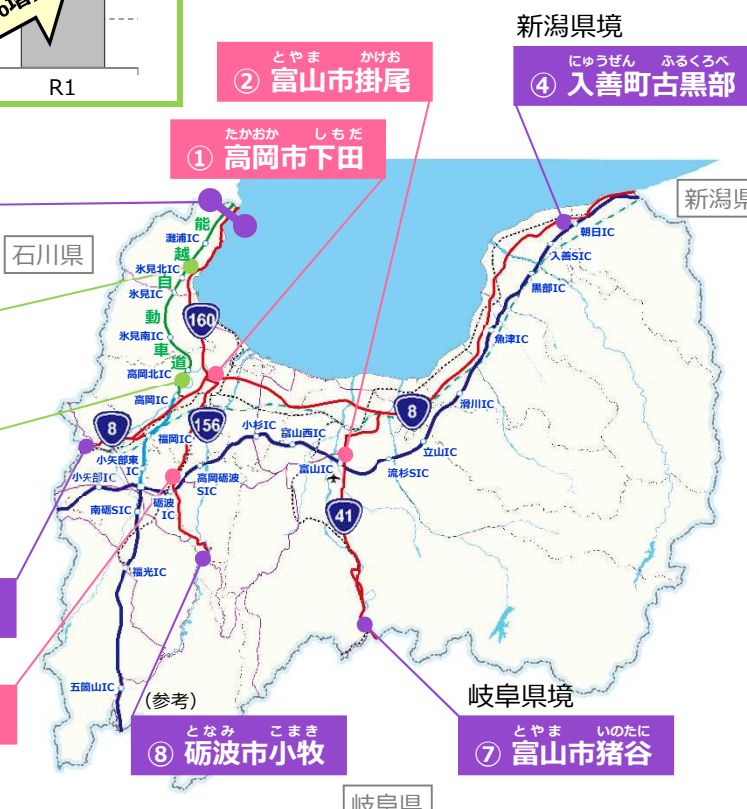 R1
新潟県境
にゅうぜん ふるくろべ
④ 入善町古黒部
とやま かけお
② 富山市掛尾
たかおか しもだ
① 高岡市下田
新潟県
石川県
能越自動車道
灘浦IC
氷見北IC
氷見IC
氷見南IC
高岡北IC
高岡IC
160
朝日IC
入善SIC
黒部IC
魚津IC
滑川IC
8
8
156
小杉IC
富山西IC
福岡IC
立山IC
小矢部東IC
富山IC
流杉SIC
小矢部IC
高岡砺波SIC
砺波IC
南砺SIC
41
福光IC
五箇山IC
(参考)
となみ こまき
⑧ 砺波市小牧
岐阜県境
とやま いのたに
⑦ 富山市猪谷
岐阜県